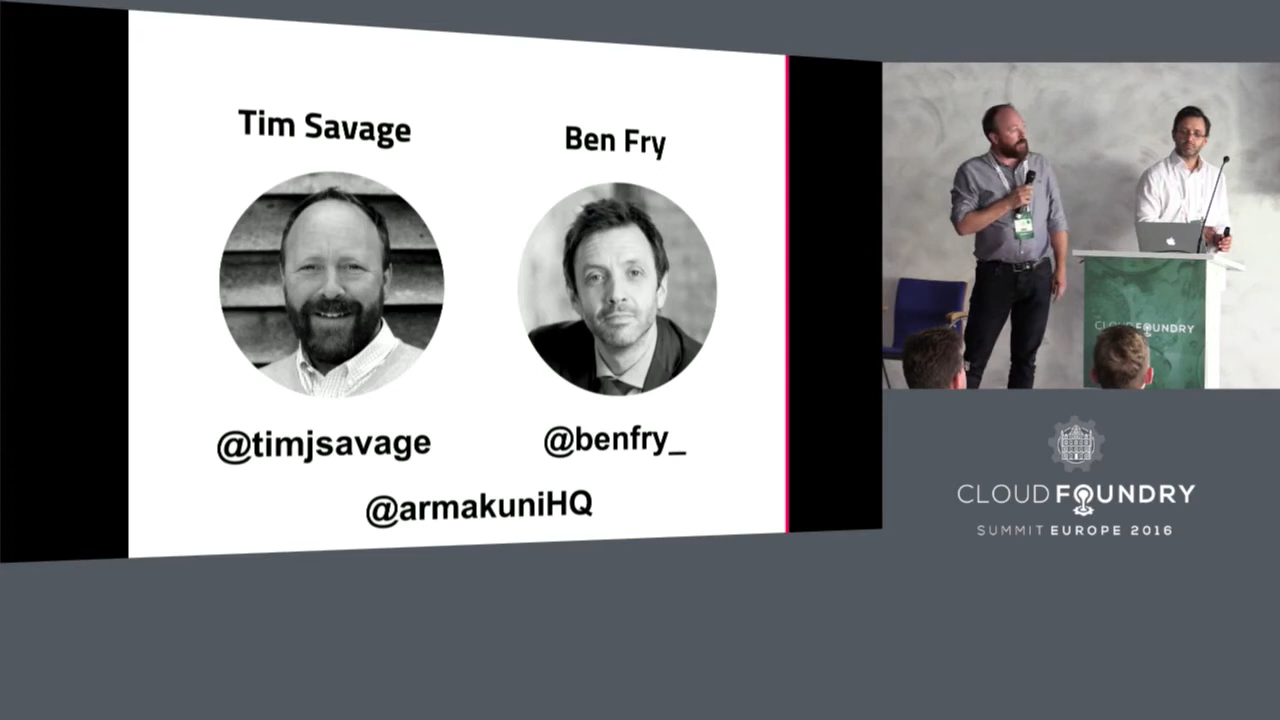 Tim Savage
Ben Fry
@timjsavage
@benfry_
@armakuniHQ
CLOUD FOUNDRY
CLOUD FOUNDRY
SUMMIT EUROPE 2016